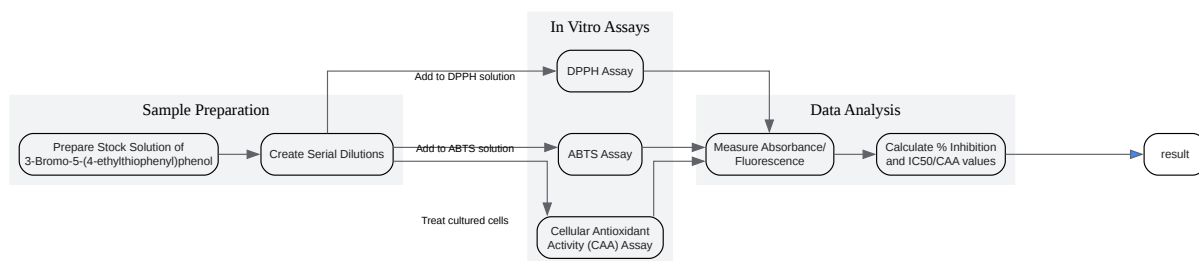 In Vitro Assays
Add to DPPH solution
DPPH Assay
Sample Preparation
Data Analysis
Prepare Stock Solution of
3-Bromo-5-(4-ethylthiophenyl)phenol
Create Serial Dilutions
Add to ABTS solution
ABTS Assay
Measure Absorbance/
Fluorescence
Calculate % Inhibition
and IC50/CAA values
result
Treat cultured cells
Cellular Antioxidant
Activity (CAA) Assay